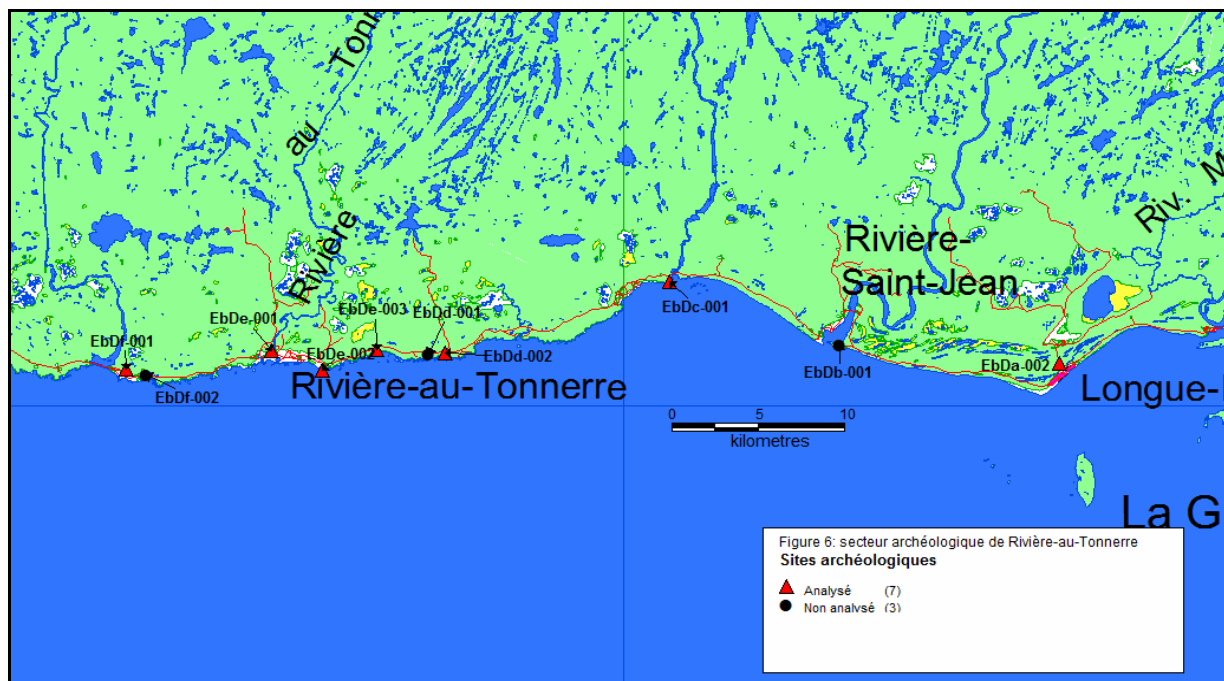 au Tonn
Rivière
Riv. M
Rivière-
Saint-Jean
EbDc-001
EbDe-003
EbDd-001
EbDe-001
EbDf-001
EbDe-002
EbDd-002
EbDb-001
EbDa-002
EbDf-002
Rivière-au-Tonnerre
Longue-
0 5 10
kilometres
La G
Figure 6: secteur archéologique de Rivière-au-Tonnerre
Sites archéologiques
Analysé (7)
Non analysé (3)